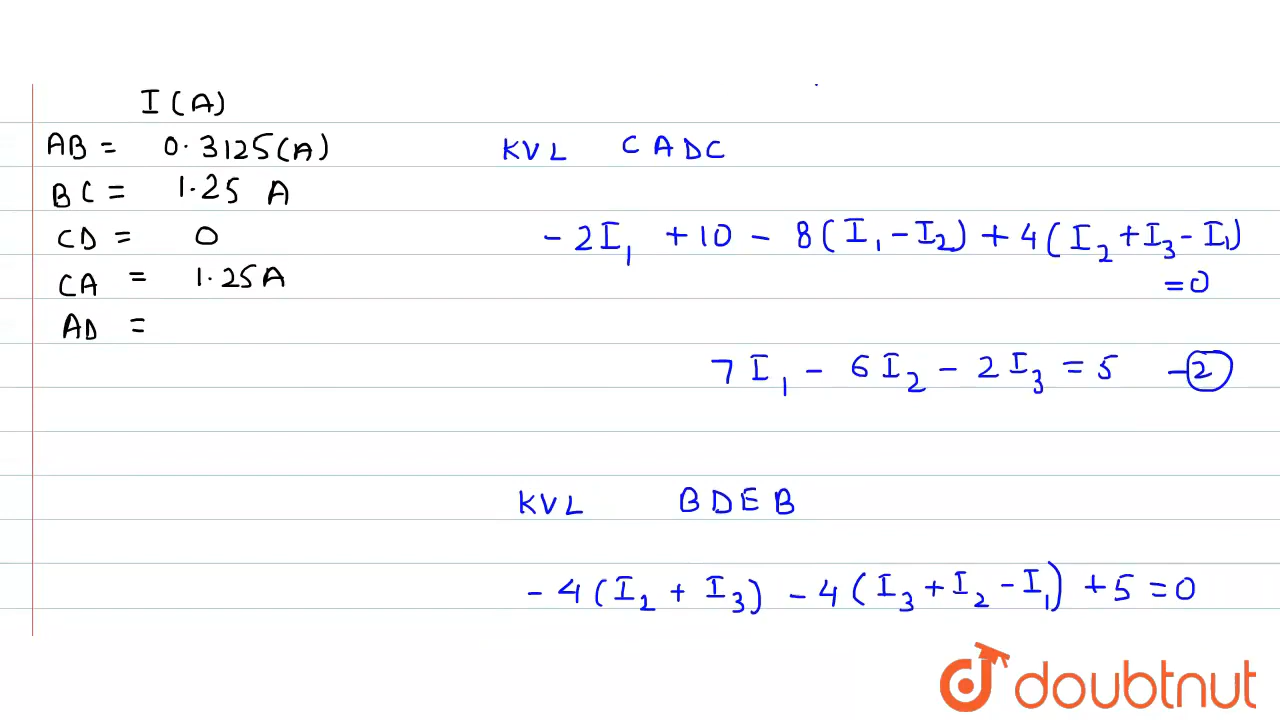 I (A)
AB = 0.3125(A)
BC = 1.25 A
CD = 0
CA = 1.25A
AD =
KVL CADC
- 2I₁ + 10 - 8(I₁ - I₂) + 4(I₂ + I₃ - I₁)
= 0
7I₁ - 6I₂ - 2I₃ = 5 - ②
KVL BDEB
- 4(I₂ + I₃) - 4(I₃ + I₂ - I₁) + 5 = 0
doubtnut